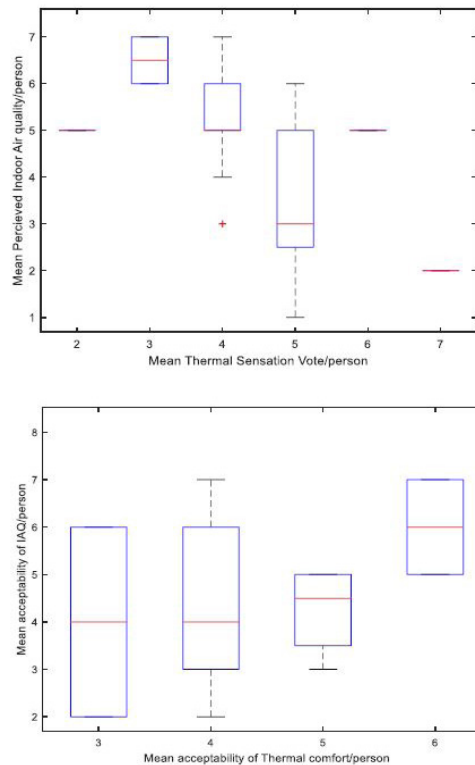 7
6
5
4
3
2
1
Mean Percieved Indoor Air quality/person
2 3 4 5 6 7
Mean Thermal Sensation Vote/person
8
7
6
5
4
3
2
Mean acceptability of IAQ/person
3 4 5 6
Mean acceptability of Thermal comfort/person